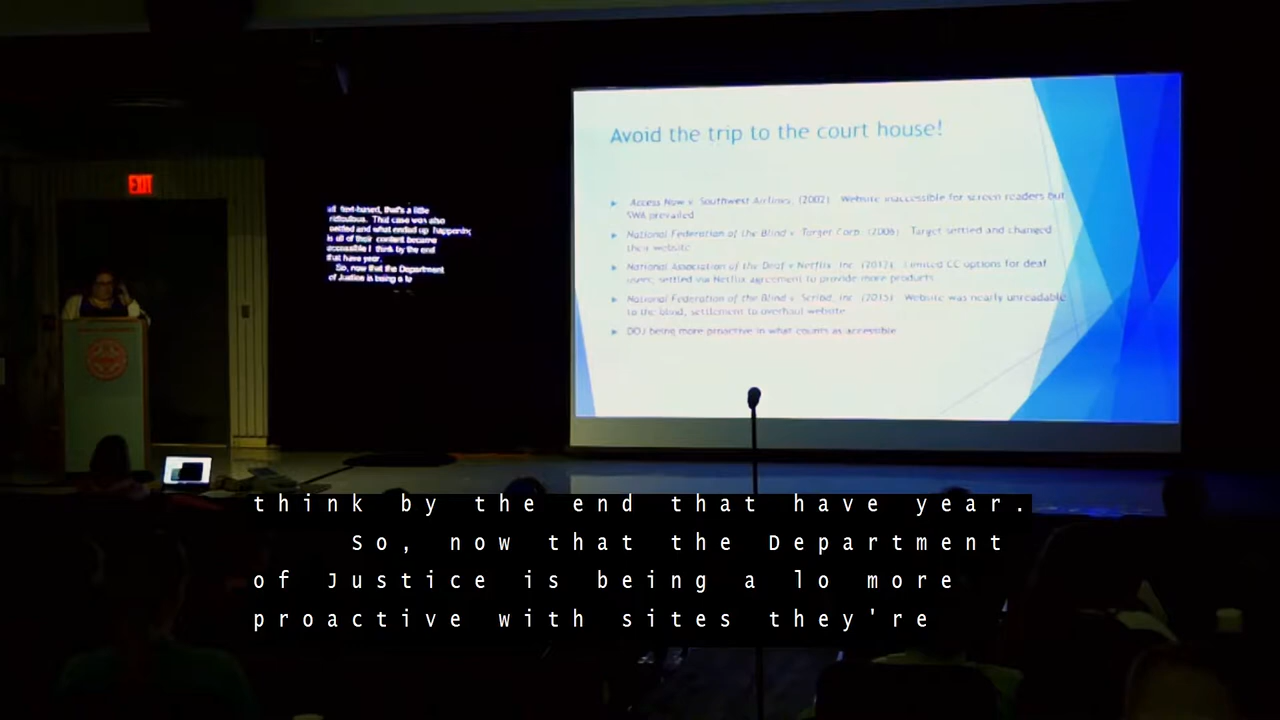 EXIT
all text-based, that's a little
ridiculous. That case was also
settled and what ended up happening
is all of their content became
accessible I think by the end
that have year.
So, now that the Department
of Justice is being a lo
Avoid the trip to the court house!
Access Now v. Southwest Airlines, (2002) Website inaccessible for screen readers but
SWA prevailed
National Federation of the Blind v. Target Corp. (2006) Target settled and changed
their website
National Association of the Deaf v Netflix, Inc. (2012) Limited CC options for deaf
users, settled via Netflix agreement to provide more products
National Federation of the Blind v. Scribd, Inc. (2015) Website was nearly unreadable
to the blind, settlement to overhaul website
DOJ being more proactive in what counts as accessible
think by the end that have year.
So, now that the Department
of Justice is being a lo more
proactive with sites they're